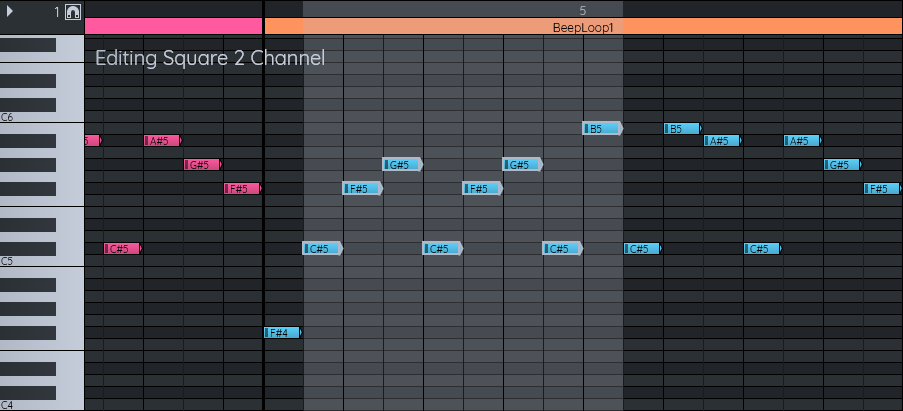 1
5
BeepLoop1
Editing Square 2 Channel
C6
B5 B5
5 A#5 A#5 A#5
G#5 G#5 G#5 G#5
F#5 F#5 F#5 F#5
C#5 C#5 C#5 C#5 C#5 C#5
C5
F#4
C4